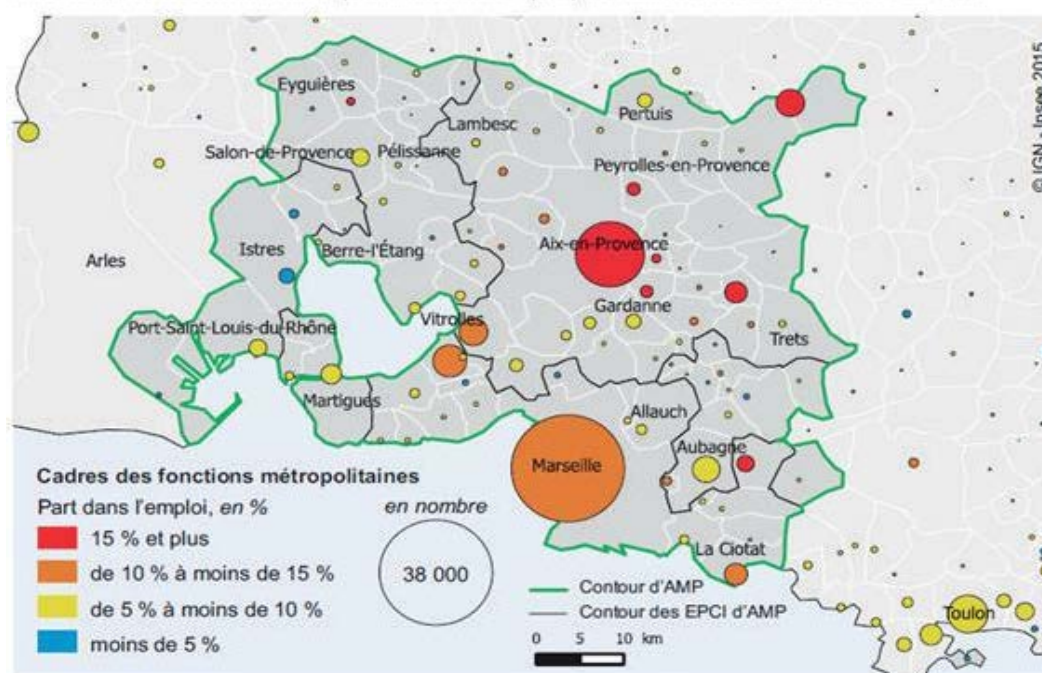 © IGN - Insee 2015
Eyguières
Lambesc
Pertuis
Salon-de-Provence
Pélissanne
Peyrolles-en-Provence
Arles
Istres
Berre-l'Étang
Aix-en-Provence
Gardanne
Port-Saint-Louis-du-Rhône
Vitrolles
Trets
Martigues
Allauch
Aubagne
Marseille
La Ciotat
Toulon
Cadres des fonctions métropolitaines
Part dans l'emploi, en %
15 % et plus
de 10 % à moins de 15 %
de 5 % à moins de 10 %
moins de 5 %
en nombre
38 000
Contour d'AMP
Contour des EPCI d'AMP
0 5 10 km